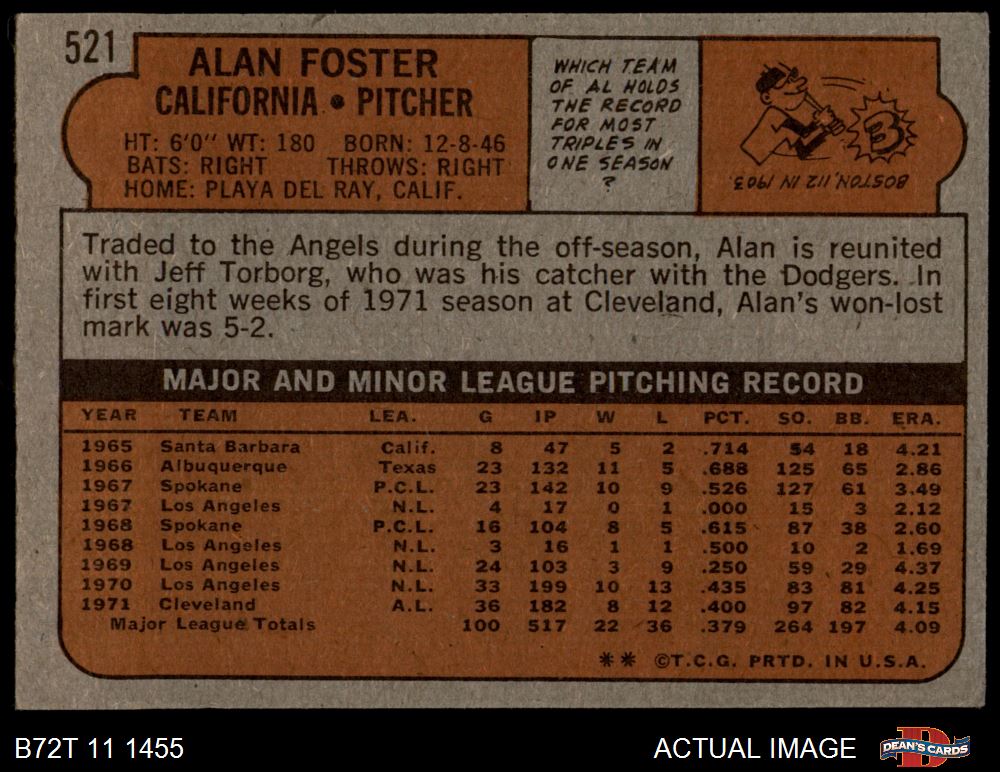 521
ALAN FOSTER
CALIFORNIA • PITCHER
HT: 6'0" WT: 180 BORN: 12-8-46
BATS: RIGHT THROWS: RIGHT
HOME: PLAYA DEL RAY, CALIF.
WHICH TEAM
OF AL HOLDS
THE RECORD
FOR MOST
TRIPLES IN
ONE SEASON
?
3
BOSTON, 112 IN 1903.
Traded to the Angels during the off-season, Alan is reunited
with Jeff Torborg, who was his catcher with the Dodgers. In
first eight weeks of 1971 season at Cleveland, Alan's won-lost
mark was 5-2.
MAJOR AND MINOR LEAGUE PITCHING RECORD
YEAR TEAM LEA. G IP W L PCT. SO. BB. ERA.
1965 Santa Barbara Calif. 8 47 5 2 .714 54 18 4.21
1966 Albuquerque Texas 23 132 11 5 .688 125 65 2.86
1967 Spokane P.C.L. 23 142 10 9 .526 127 61 3.49
1967 Los Angeles N.L. 4 17 0 1 .000 15 3 2.12
1968 Spokane P.C.L. 16 104 8 5 .615 87 38 2.60
1968 Los Angeles N.L. 3 16 1 1 .500 10 2 1.69
1969 Los Angeles N.L. 24 103 3 9 .250 59 29 4.37
1970 Los Angeles N.L. 33 199 10 13 .435 83 81 4.25
1971 Cleveland A.L. 36 182 8 12 .400 97 82 4.15
Major League Totals 100 517 22 36 .379 264 197 4.09
** ©T.C.G. PRTD. IN U.S.A.
B72T 11 1455
ACTUAL IMAGE
D
DEAN'S CARDS